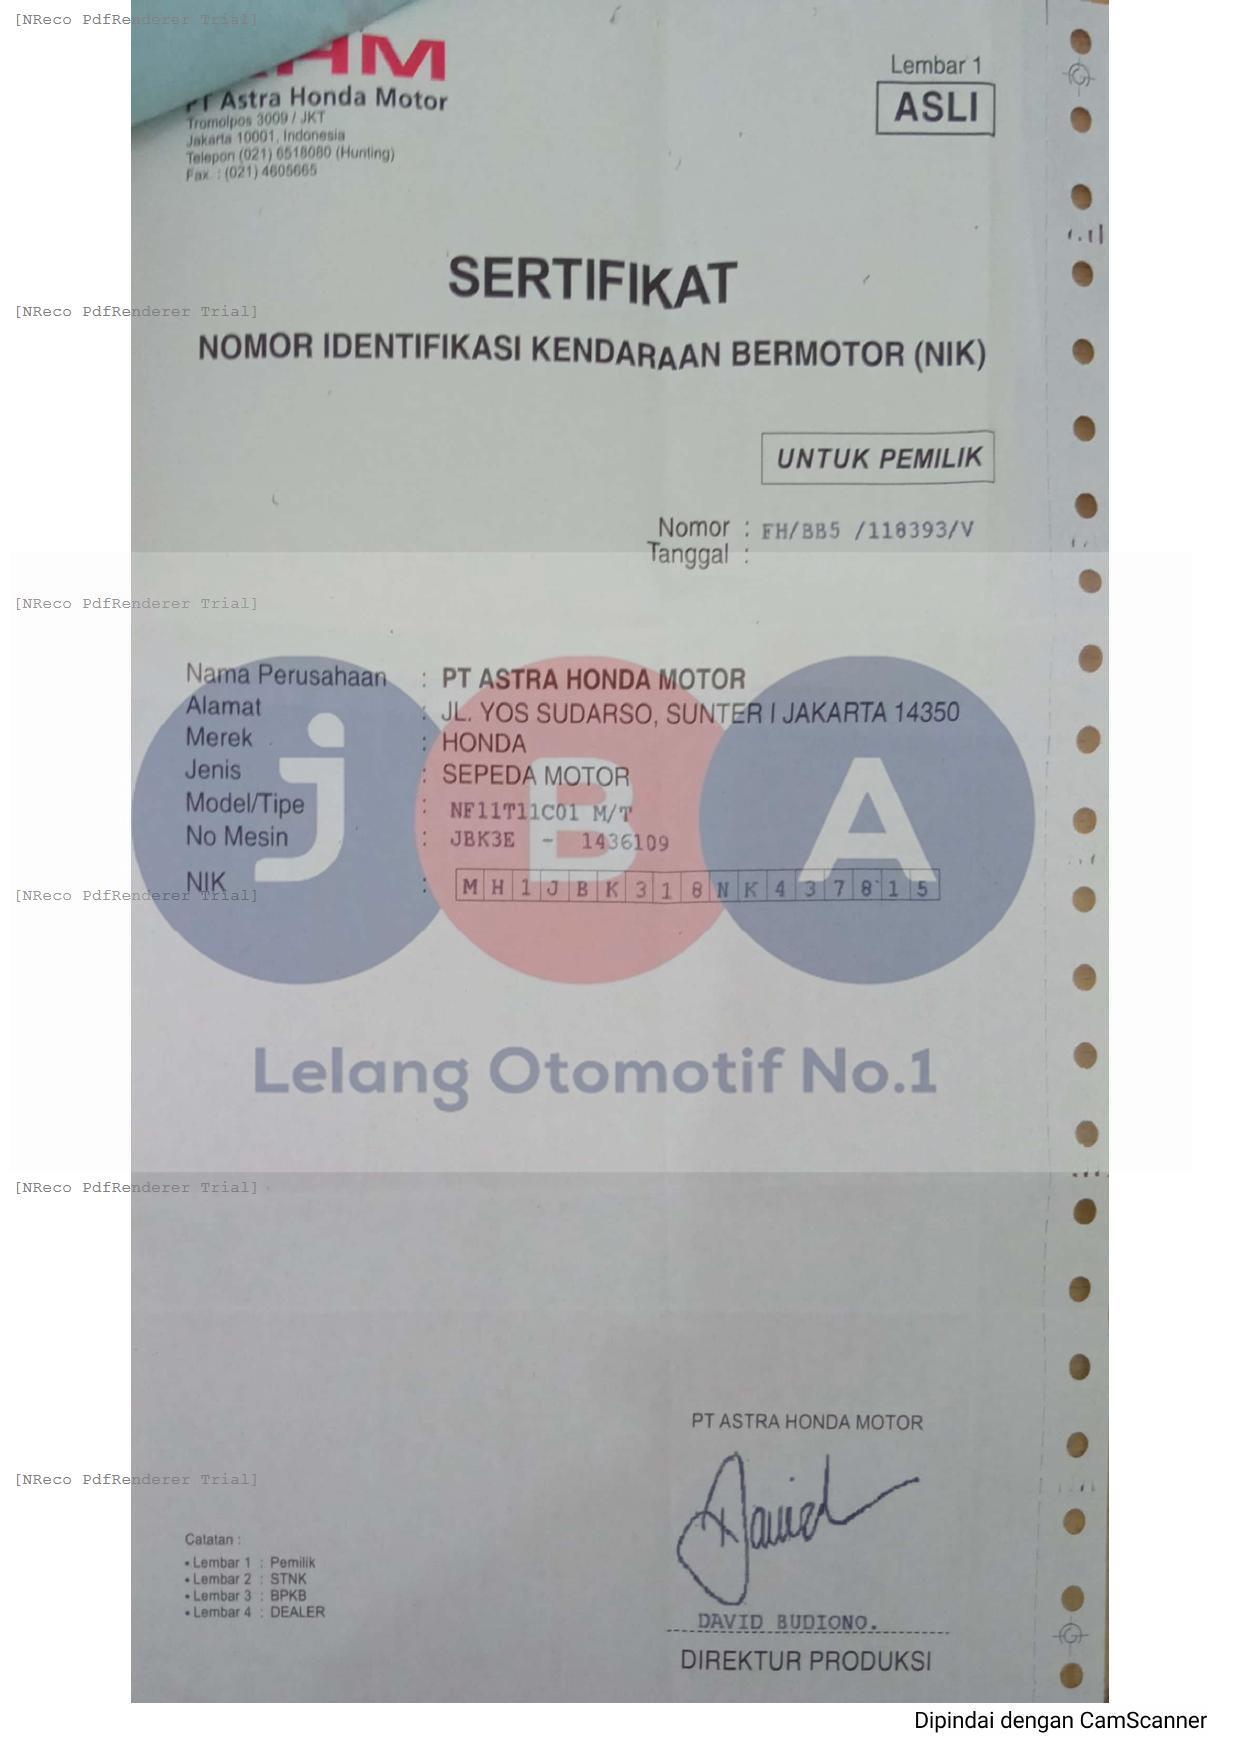 [NReco PdfRenderer Trial]
AHM
PT Astra Honda Motor
Tromolpos 3009 / JKT
Jakarta 10001, Indonesia
Telepon (021) 6518080 (Hunting)
Fax. : (021) 4605665
Lembar 1
ASLI
SERTIFIKAT
[NReco PdfRenderer Trial]
NOMOR IDENTIFIKASI KENDARAAN BERMOTOR (NIK)
UNTUK PEMILIK
Nomor : FH/BB5 /118393/V
Tanggal :
[NReco PdfRenderer Trial]
Nama Perusahaan : PT ASTRA HONDA MOTOR
Alamat : JL. YOS SUDARSO, SUNTER I JAKARTA 14350
Merek : HONDA
Jenis : SEPEDA MOTOR
Model/Tipe : NF11T11C01 M/T
No Mesin : JBK3E - 1436109
NIK : MH1JBK318NK437815
[NReco PdfRenderer Trial]
jBA
Lelang Otomotif No.1
[NReco PdfRenderer Trial]
PT ASTRA HONDA MOTOR
[NReco PdfRenderer Trial]
David
Catatan :
• Lembar 1 : Pemilik
• Lembar 2 : STNK
• Lembar 3 : BPKB
• Lembar 4 : DEALER
DAVID BUDIONO.
DIREKTUR PRODUKSI
Dipindai dengan CamScanner